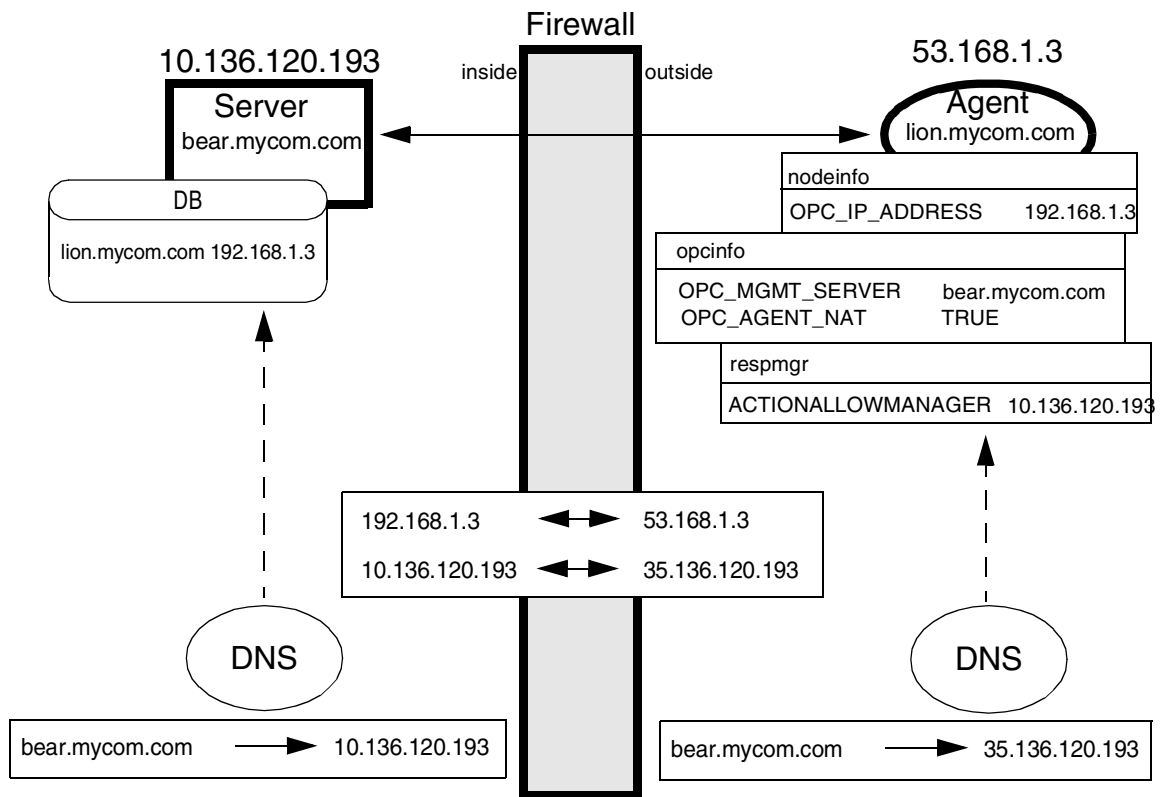 Firewall
10.136.120.193
53.168.1.3
inside
outside
Server
bear.mycom.com
Agent
lion.mycom.com
DB
lion.mycom.com 192.168.1.3
nodeinfo
OPC_IP_ADDRESS 192.168.1.3
opcinfo
OPC_MGMT_SERVER bear.mycom.com
OPC_AGENT_NAT TRUE
respmgr
ACTIONALLOWMANAGER 10.136.120.193
192.168.1.3 53.168.1.3
10.136.120.193 35.136.120.193
DNS
DNS
bear.mycom.com 10.136.120.193
bear.mycom.com 35.136.120.193